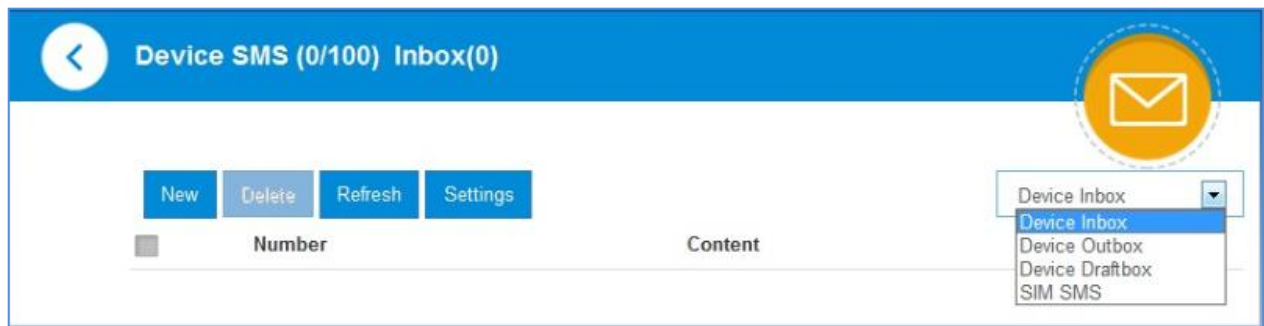 Device SMS (0/100) Inbox(0)
New Delete Refresh Settings Device Inbox
Number Content
Device Inbox
Device Outbox
Device Draftbox
SIM SMS